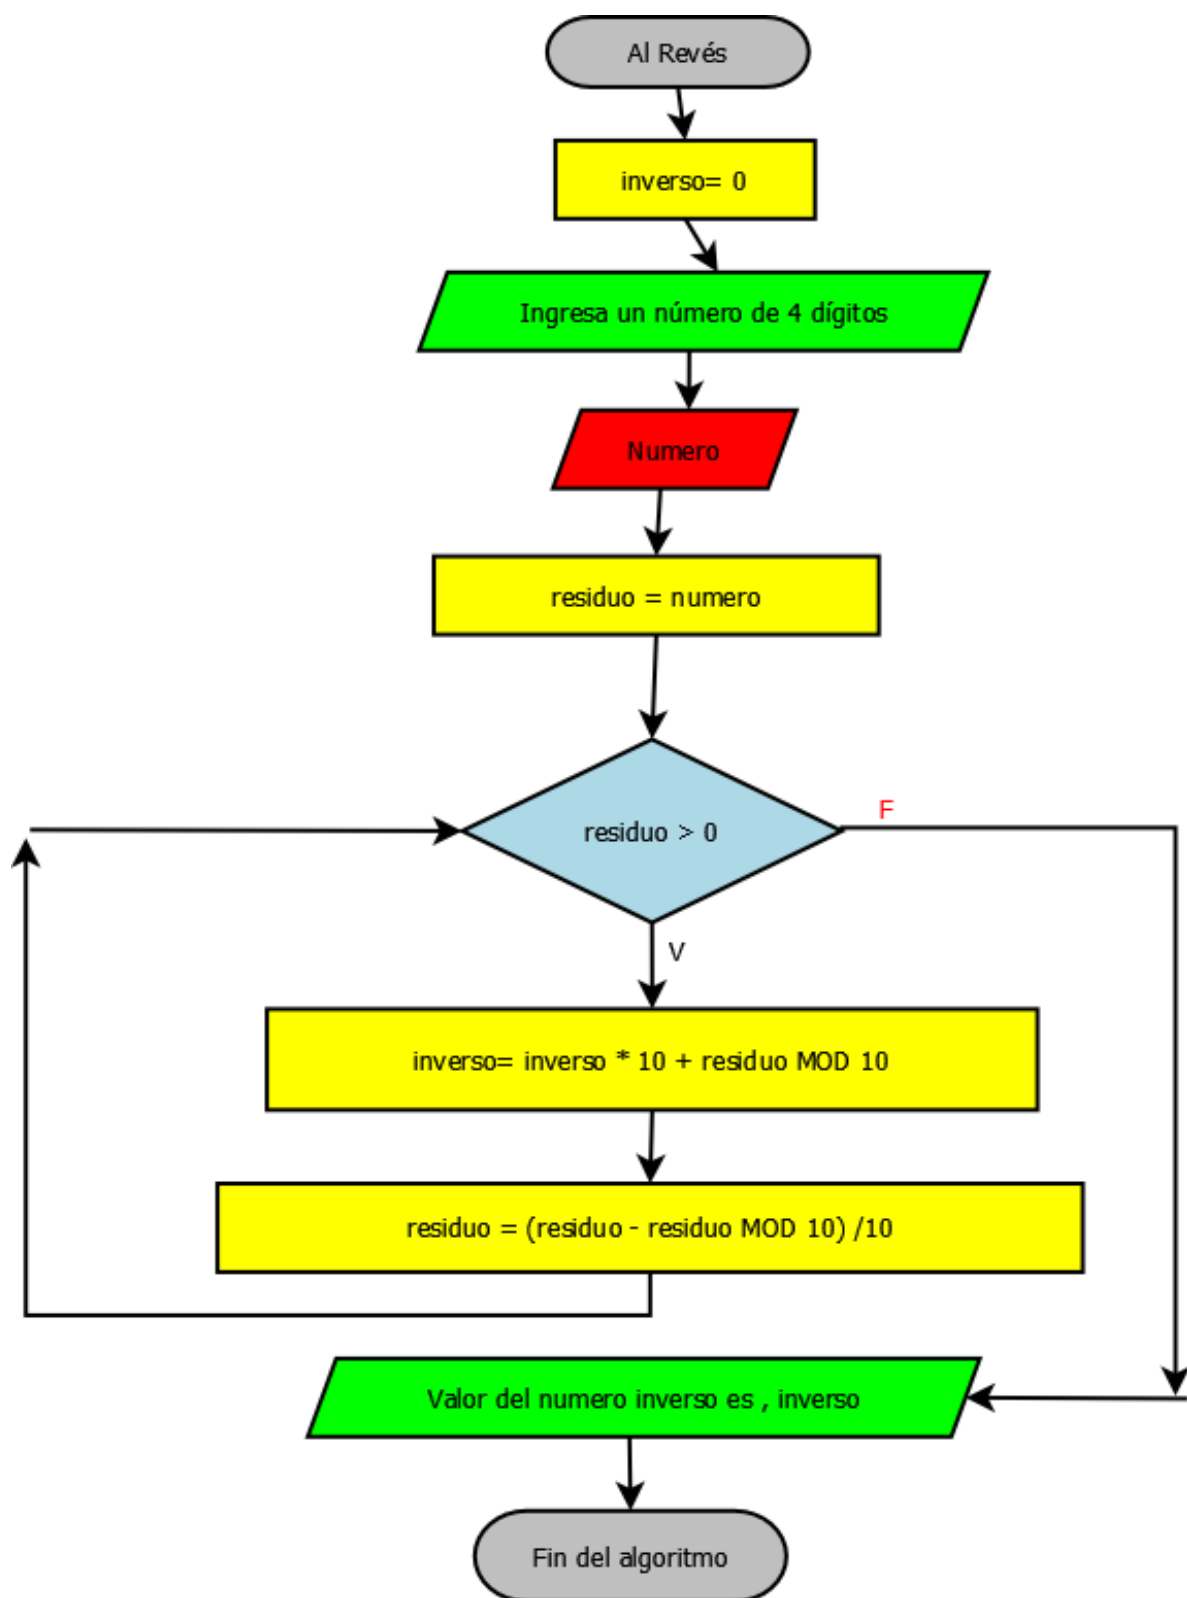 Al Revés
inverso= 0
Ingresa un número de 4 dígitos
Numero
residuo = numero
residuo > 0
F
V
inverso= inverso * 10 + residuo MOD 10
residuo = (residuo - residuo MOD 10) /10
Valor del numero inverso es , inverso
Fin del algoritmo